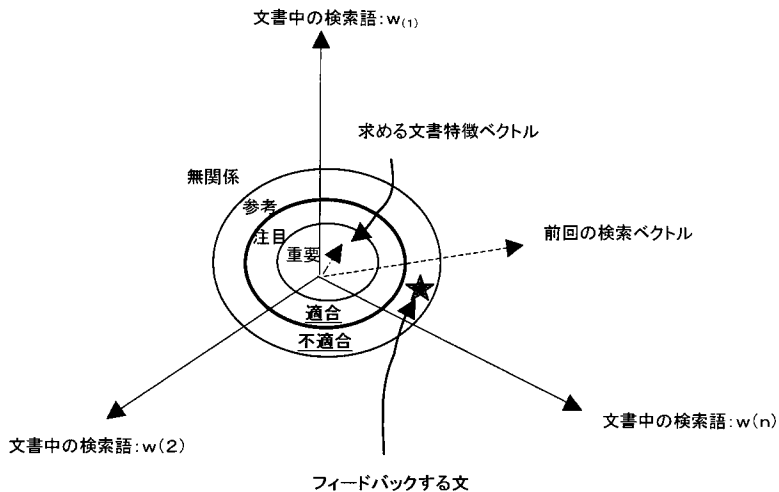 文書中の検索語:w(1)
求める文書特徴ベクトル
無関係
参考
注目
重要
前回の検索ベクトル
適合
不適合
文書中の検索語:w(n)
文書中の検索語:w(2)
フィードバックする文